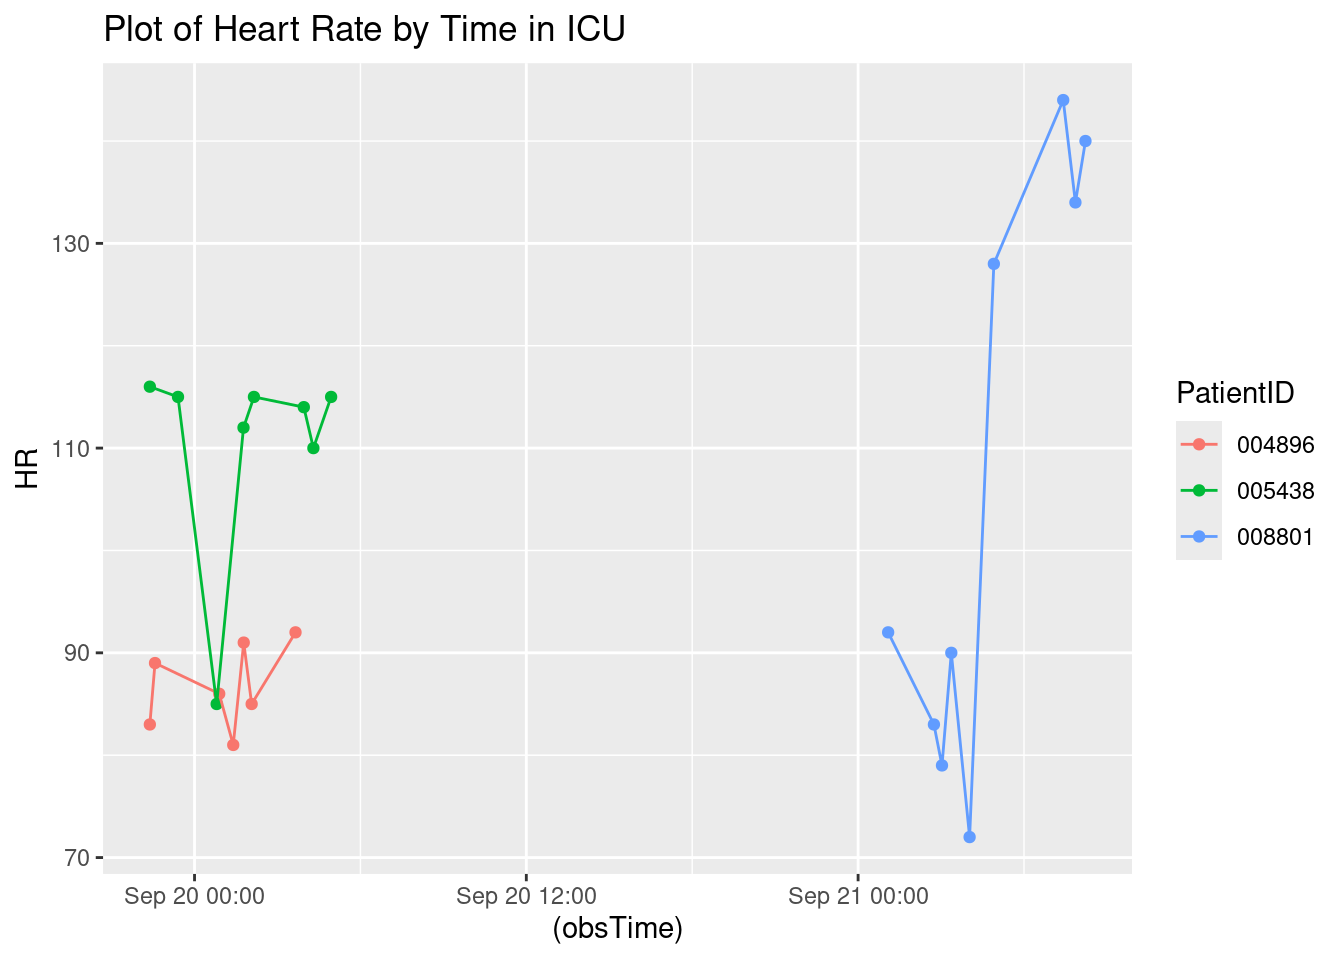 Plot of Heart Rate by Time in ICU
130
110
90
70
HR
Sep 20 00:00
Sep 20 12:00
Sep 21 00:00
(obsTime)
PatientID
004896
005438
008801